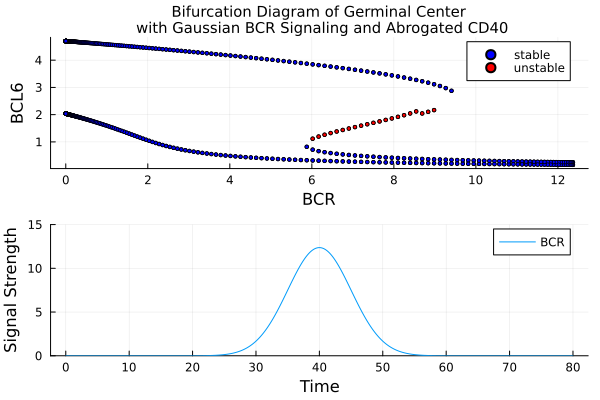 Bifurcation Diagram of Germinal Center
with Gaussian BCR Signaling and Abrogated CD40
BCL6
4
3
2
1
stable
unstable
0 2 4 6 8 10 12
BCR
Signal Strength
15
10
5
0
BCR
0 10 20 30 40 50 60 70 80
Time